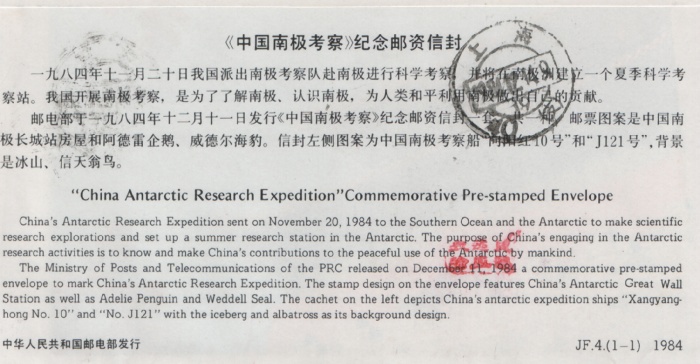 《中国南极考察》纪念邮资信封
一九八四年十一月二十日我国派出南极考察队赴南极进行科学考察，并将在南极洲建立一个夏季科学考
察站。我国开展南极考察，是为了了解南极、认识南极，为人类和平利用南极做出自己的贡献。
邮电部于一九八四年十二月十一日发行《中国南极考察》纪念邮资信封一套一枚。邮票图案是中国南
极长城站房屋和阿德雷企鹅、威德尔海豹。信封左侧图案为中国南极考察船"向阳红10号"和"J121号"，背景
是冰山、信天翁鸟。
上海
"China Antarctic Research Expedition"Commemorative Pre-stamped Envelope
China's Antarctic Research Expedition sent on November 20, 1984 to the Southern Ocean and the Antarctic to make scientific
research explorations and set up a summer research station in the Antarctic. The purpose of China's engaging in the Antarctic
research activities is to know and make China's contributions to the peaceful use of the Antarctic by mankind.
The Ministry of Posts and Telecommunications of the PRC released on December 11, 1984 a commemorative pre-stamped
envelope to mark China's Antarctic Research Expedition. The stamp design on the envelope features China's Antarctic Great Wall
Station as well as Adelie Penguin and Weddell Seal. The cachet on the left depicts China's antarctic expedition ships "Xangyang-
hong No. 10" and "No. J121" with the iceberg and albatross as its background design.
中华人民共和国邮电部发行
JF.4.(1-1) 1984